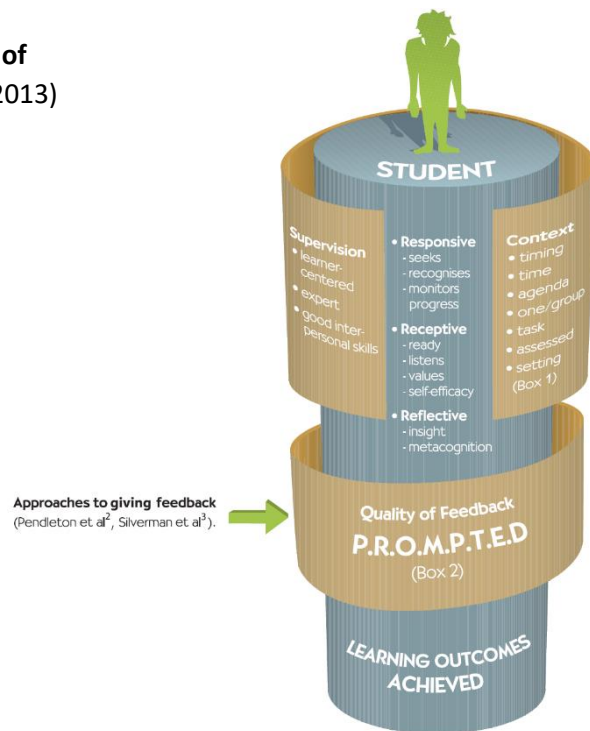 of
2013)
STUDENT
Supervision
• learner-
centered
• expert
• good inter-
personal skills
• Responsive
- seeks
- recognises
- monitors
progress
• Receptive
- ready
- listens
- values
- self-efficacy
• Reflective
- insight
- metacognition
Context
• timing
• time
• agenda
• one/group
• task
• assessed
• setting
(Box 1)
Approaches to giving feedback
(Pendleton et al², Silverman et al³).
Quality of Feedback
P.R.O.M.P.T.E.D
(Box 2)
LEARNING OUTCOMES
ACHIEVED